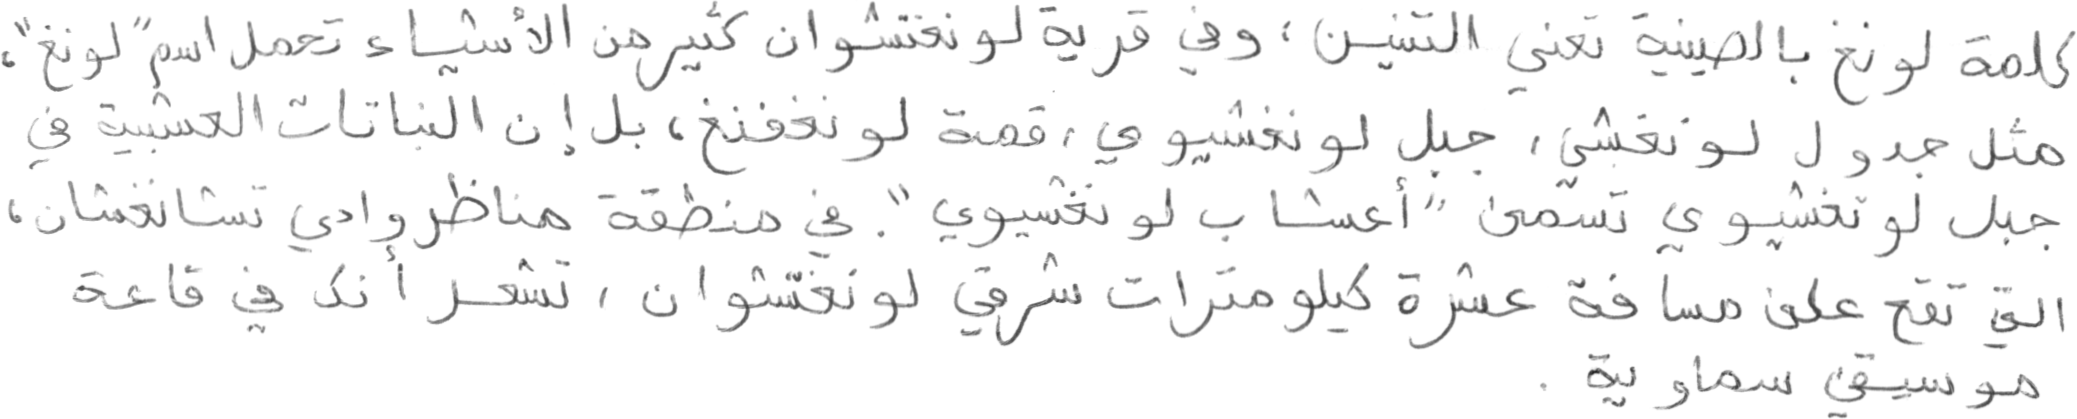 كلمة لونغ بالصينية تعني التنين، وفي قرية لونغتشوان كثير من الأشياء تحمل اسم "لونغ"،
مثل جدول لونغشي، جبل لونغشيوي، قمة لونغفنغ، بل إن النباتات العشبية في
جبل لونغشيوي تسمى "أعشاب لونغشيوي". في منطقة مناظر وادي تشانغشان،
التي تقع على مسافة عشرة كيلومترات شرقي لونغتشوان، تشعر أنك في قاعة
موسيقى سماوية.